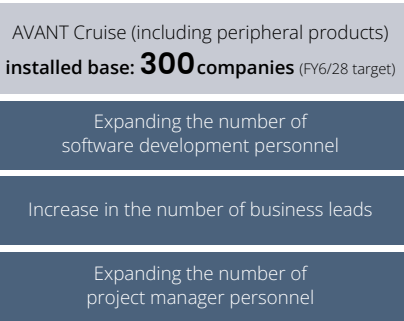 AVANT Cruise (including peripheral products)
installed base: 300 companies (FY6/28 target)
Expanding the number of
software development personnel
Increase in the number of business leads
Expanding the number of
project manager personnel